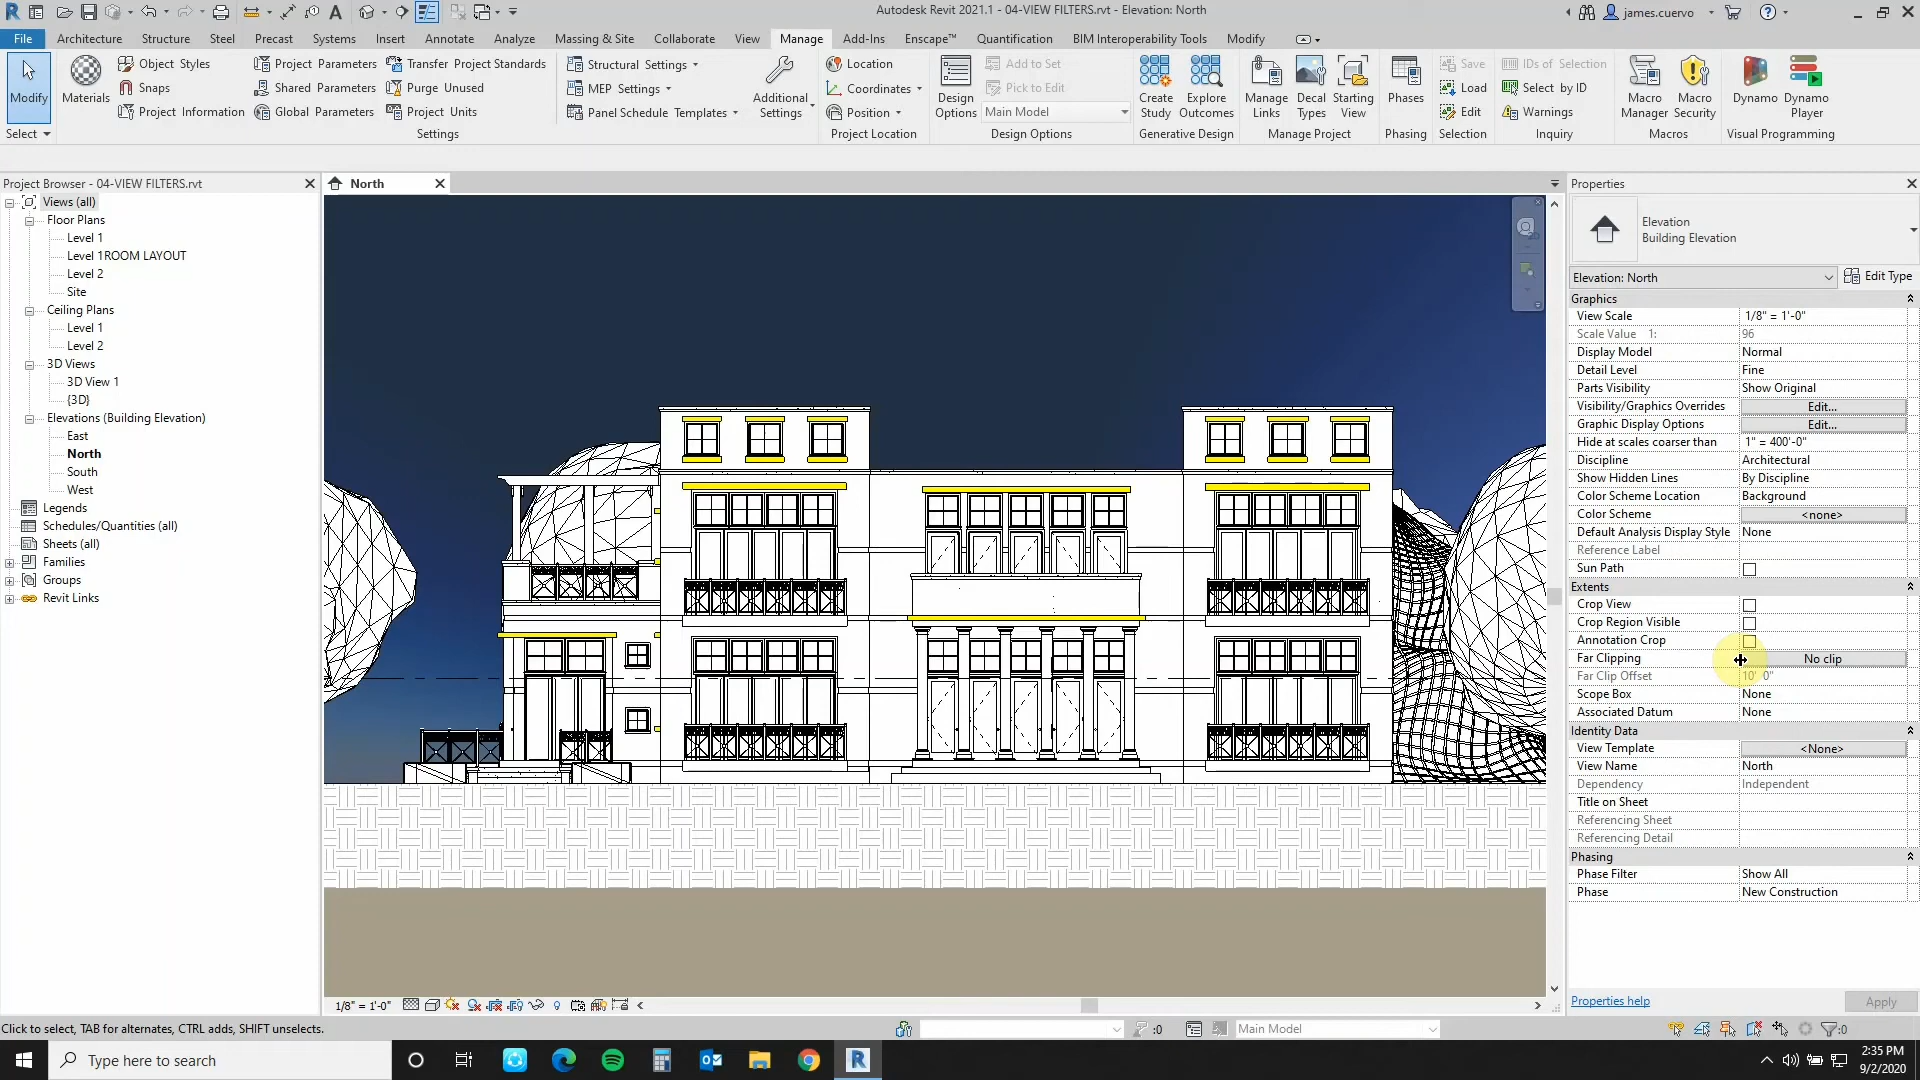 Autodesk Revit 2021.1 - 04-VIEW FILTERS.rvt - Elevation: North
james.cuervo
File Architecture Structure Steel Precast Systems Insert Annotate Analyze Massing & Site Collaborate View Manage Add-Ins Enscape™ Quantification BIM Interoperability Tools Modify
Modify
Select
Materials
Object Styles
Snaps
Project Information
Project Parameters
Shared Parameters
Global Parameters
Transfer Project Standards
Purge Unused
Project Units
Settings
Structural Settings
MEP Settings
Panel Schedule Templates
Additional
Settings
Location
Coordinates
Position
Project Location
Design
Options
Add to Set
Pick to Edit
Main Model
Design Options
Create
Study
Explore
Outcomes
Generative Design
Manage
Links
Decal
Types
Starting
View
Manage Project
Phases
Phasing
Save
Load
Edit
Selection
IDs of Selection
Select by ID
Warnings
Inquiry
Macro
Manager
Macro
Security
Macros
Dynamo
Dynamo
Player
Visual Programming
Project Browser - 04-VIEW FILTERS.rvt
Views (all)
Floor Plans
Level 1
Level 1ROOM LAYOUT
Level 2
Site
Ceiling Plans
Level 1
Level 2
3D Views
3D View 1
{3D}
Elevations (Building Elevation)
East
North
South
West
Legends
Schedules/Quantities (all)
Sheets (all)
Families
Groups
Revit Links
North
Properties
Elevation
Building Elevation
Elevation: North
Edit Type
Graphics
View Scale 1/8" = 1'-0"
Scale Value 1: 96
Display Model Normal
Detail Level Fine
Parts Visibility Show Original
Visibility/Graphics Overrides Edit...
Graphic Display Options Edit...
Hide at scales coarser than 1" = 400'-0"
Discipline Architectural
Show Hidden Lines By Discipline
Color Scheme Location Background
Color Scheme <none>
Default Analysis Display Style None
Reference Label
Sun Path
Extents
Crop View
Crop Region Visible
Annotation Crop
Far Clipping No clip
Far Clip Offset 10' 0"
Scope Box None
Associated Datum None
Identity Data
View Template <None>
View Name North
Dependency Independent
Title on Sheet
Referencing Sheet
Referencing Detail
Phasing
Phase Filter Show All
Phase New Construction
Properties help
Apply
1/8" = 1'-0"
Click to select, TAB for alternates, CTRL adds, SHIFT unselects.
:0
Main Model
:0
Type here to search
2:35 PM
9/2/2020